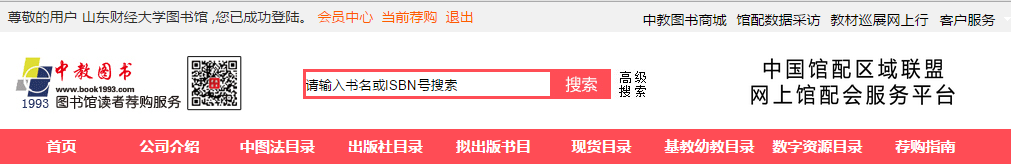 尊敬的用户 山东财经大学图书馆 ,您已成功登陆。 会员中心 当前荐购 退出
中教图书商城 馆配数据采访 教材巡展网上行 客户服务
中教图书
www.book1993.com
1993 图书馆读者荐购服务
请输入书名或ISBN号搜索 搜索
高级
搜索
中国馆配区域联盟
网上馆配会服务平台
首页 公司介绍 中图法目录 出版社目录 拟出版书目 现货目录 基教幼教目录 数字资源目录 荐购指南